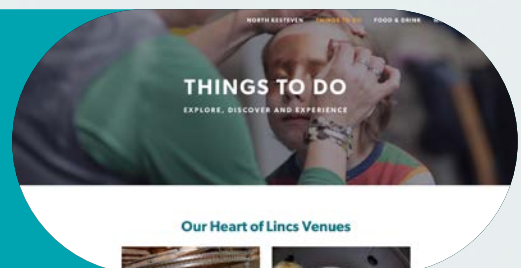 NORTH KESTEVEN THINGS TO DO FOOD & DRINK
THINGS TO DO
EXPLORE, DISCOVER AND EXPERIENCE
Our Heart of Lincs Venues